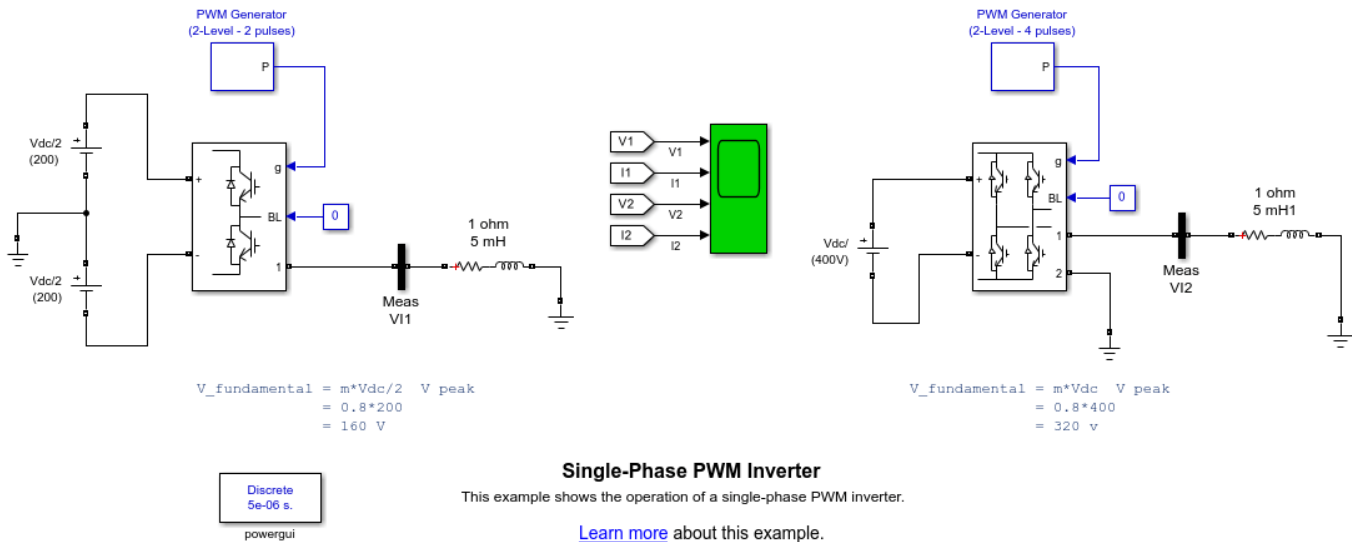 PWM Generator
(2-Level - 2 pulses)
P
Vdc/2
(200)
+
g
+
BL
0
-
1
Vdc/2
(200)
+
1 ohm
5 mH
+
Meas
VI1
V_fundamental = m*Vdc/2 V peak
= 0.8*200
= 160 V
V1
V1
I1
I1
V2
V2
I2
I2
PWM Generator
(2-Level - 4 pulses)
P
g
+
BL
0
Vdc/
(400V)
+
-
1
2
1 ohm
5 mH1
+
Meas
VI2
V_fundamental = m*Vdc V peak
= 0.8*400
= 320 v
Discrete
5e-06 s.
powergui
Single-Phase PWM Inverter
This example shows the operation of a single-phase PWM inverter.
Learn more about this example.